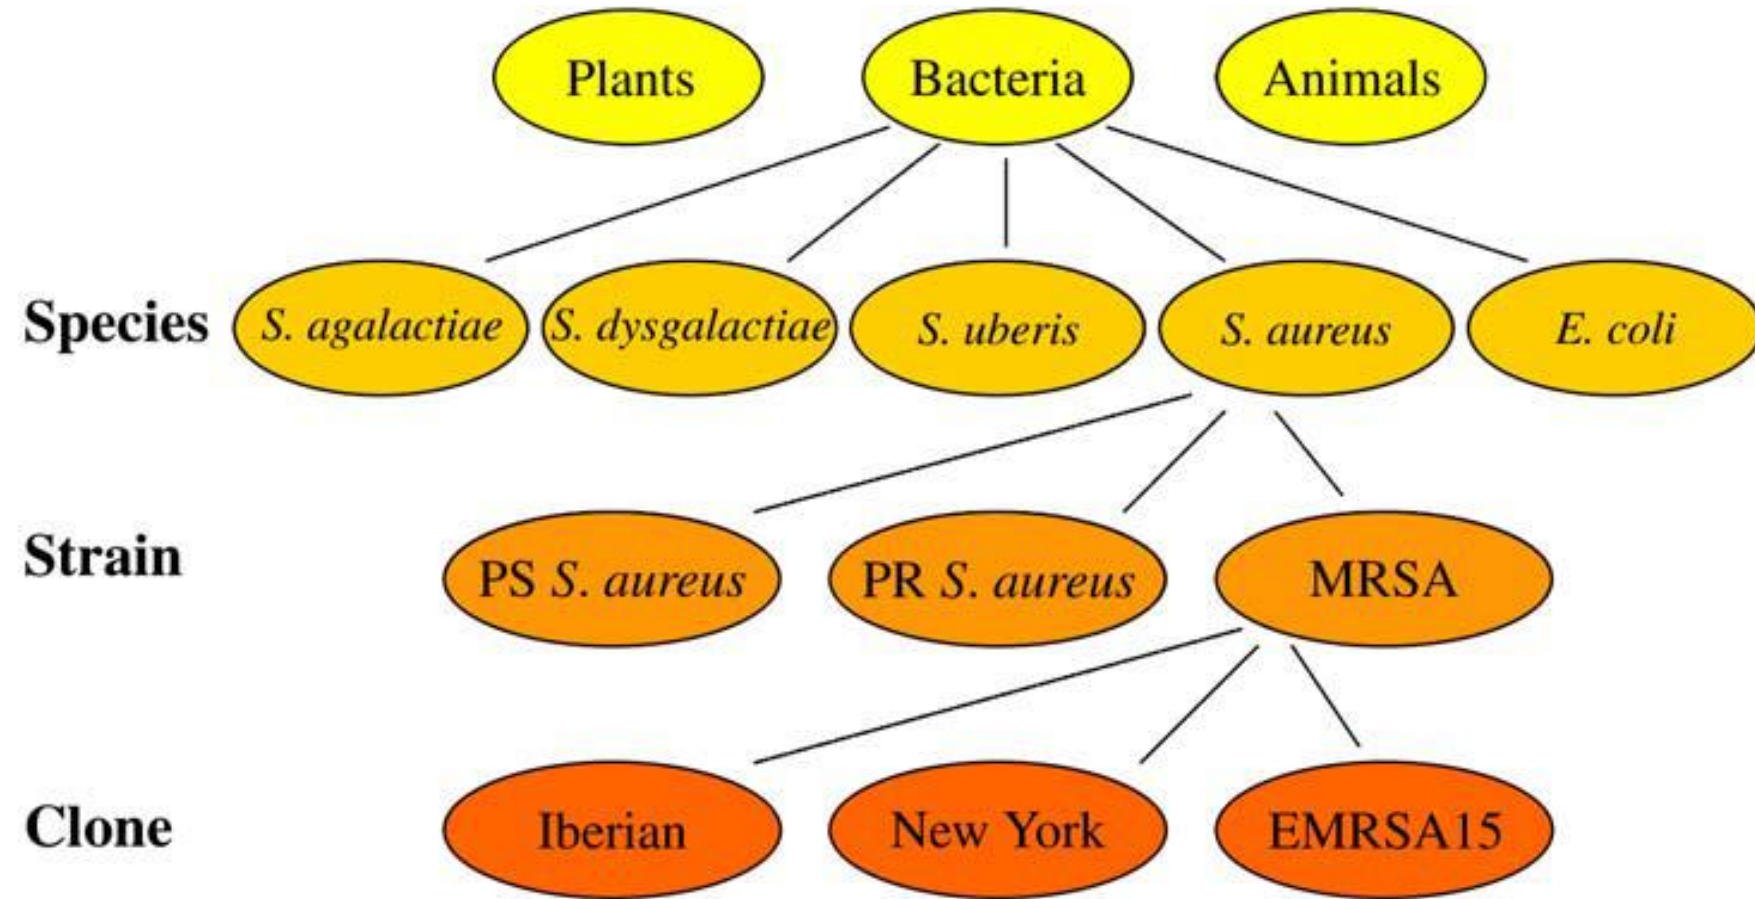 Plants Bacteria Animals
Species S. agalactiae S. dysgalactiae S. uberis S. aureus E. coli
Strain PS S. aureus PR S. aureus MRSA
Clone Iberian New York EMRSA15